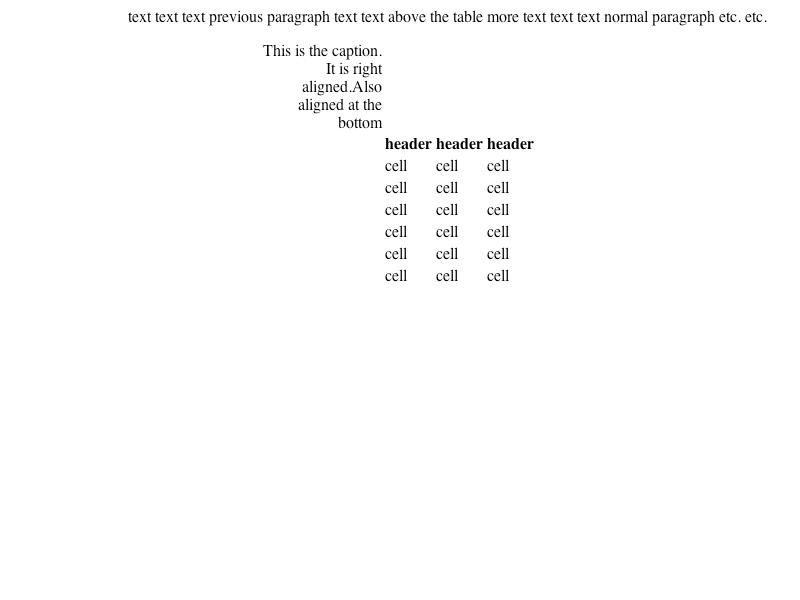 text text text previous paragraph text text above the table more text text text normal paragraph etc. etc.
This is the caption.
It is right
aligned.Also
aligned at the
bottom
header header header
cell cell cell
cell cell cell
cell cell cell
cell cell cell
cell cell cell
cell cell cell